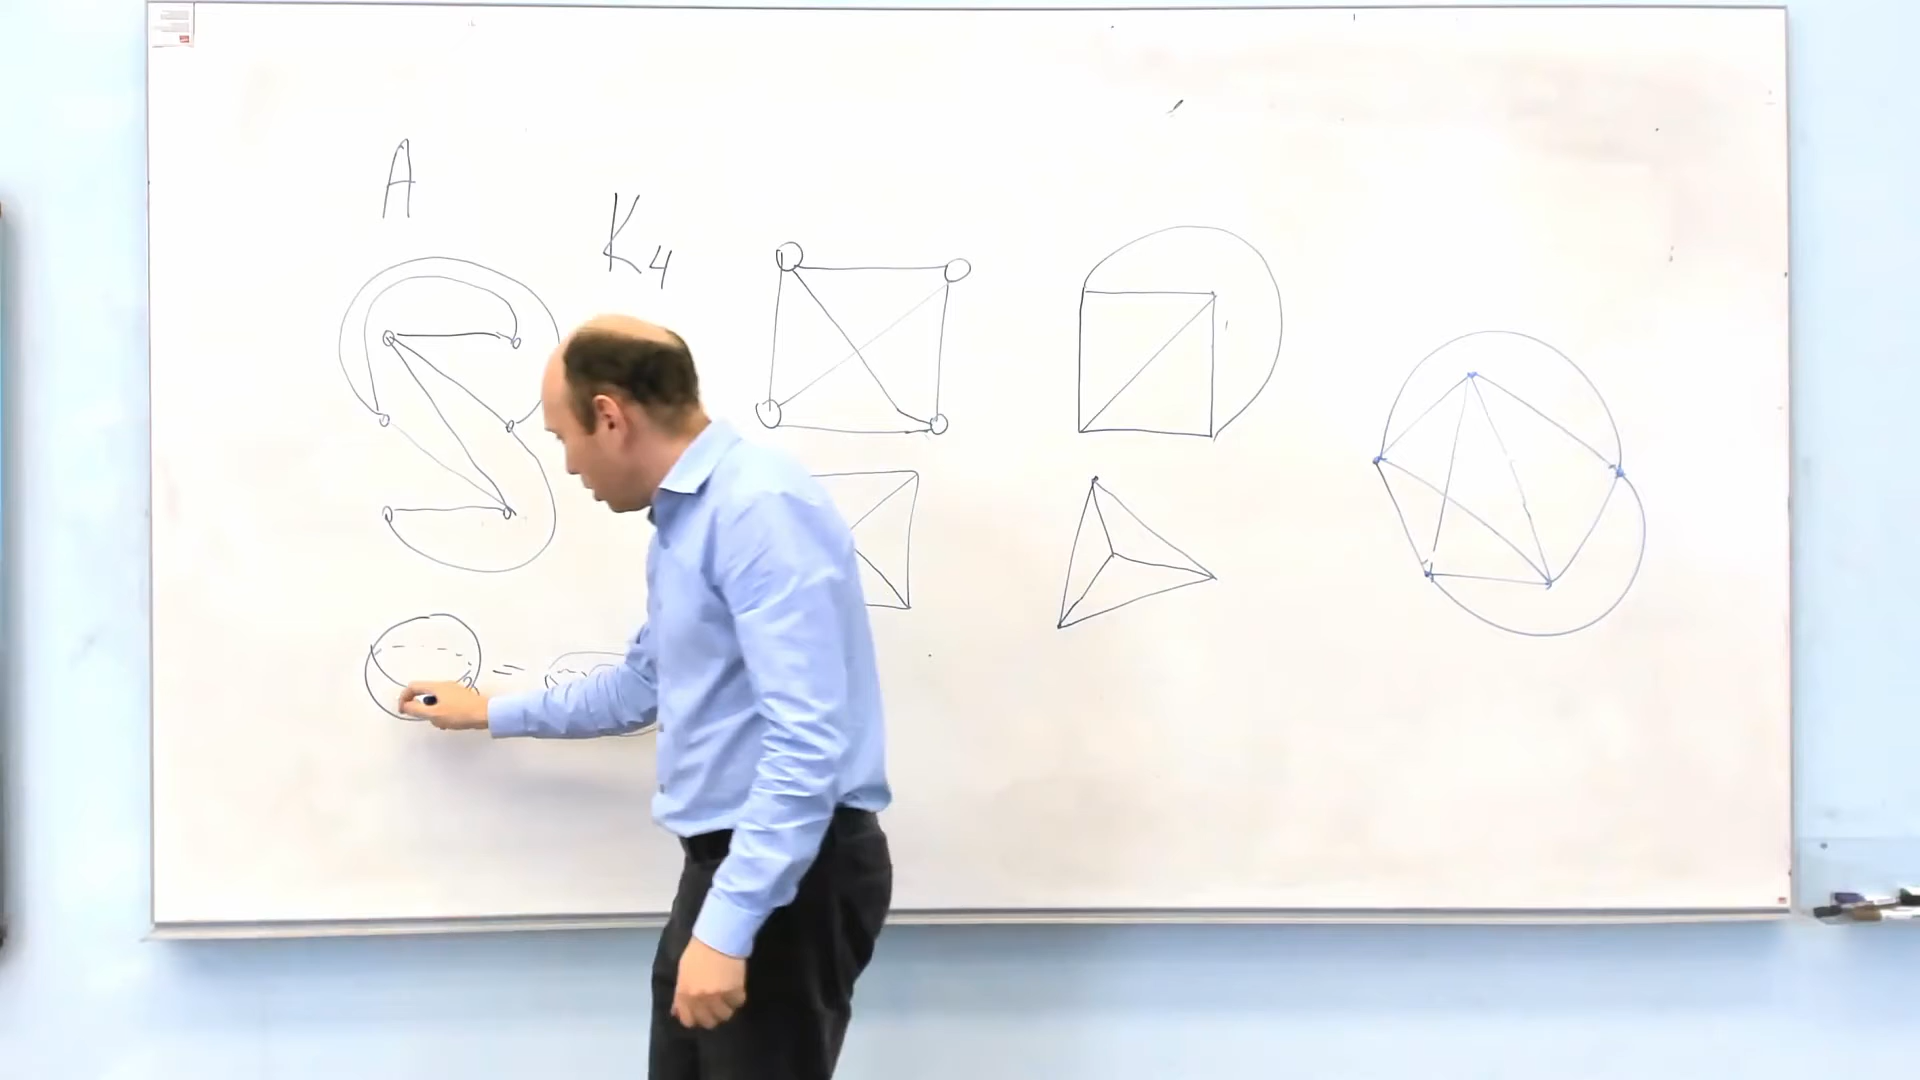 A
K₄
=